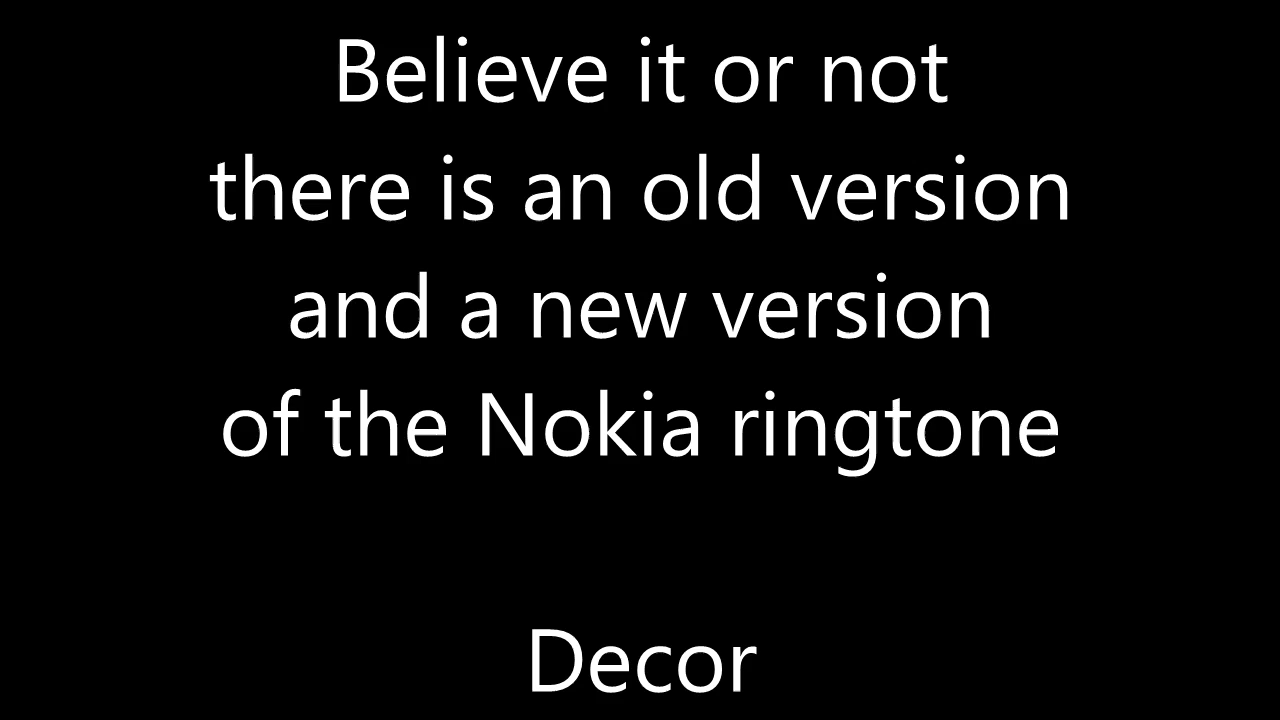 Believe it or not
there is an old version
and a new version
of the Nokia ringtone
Decor